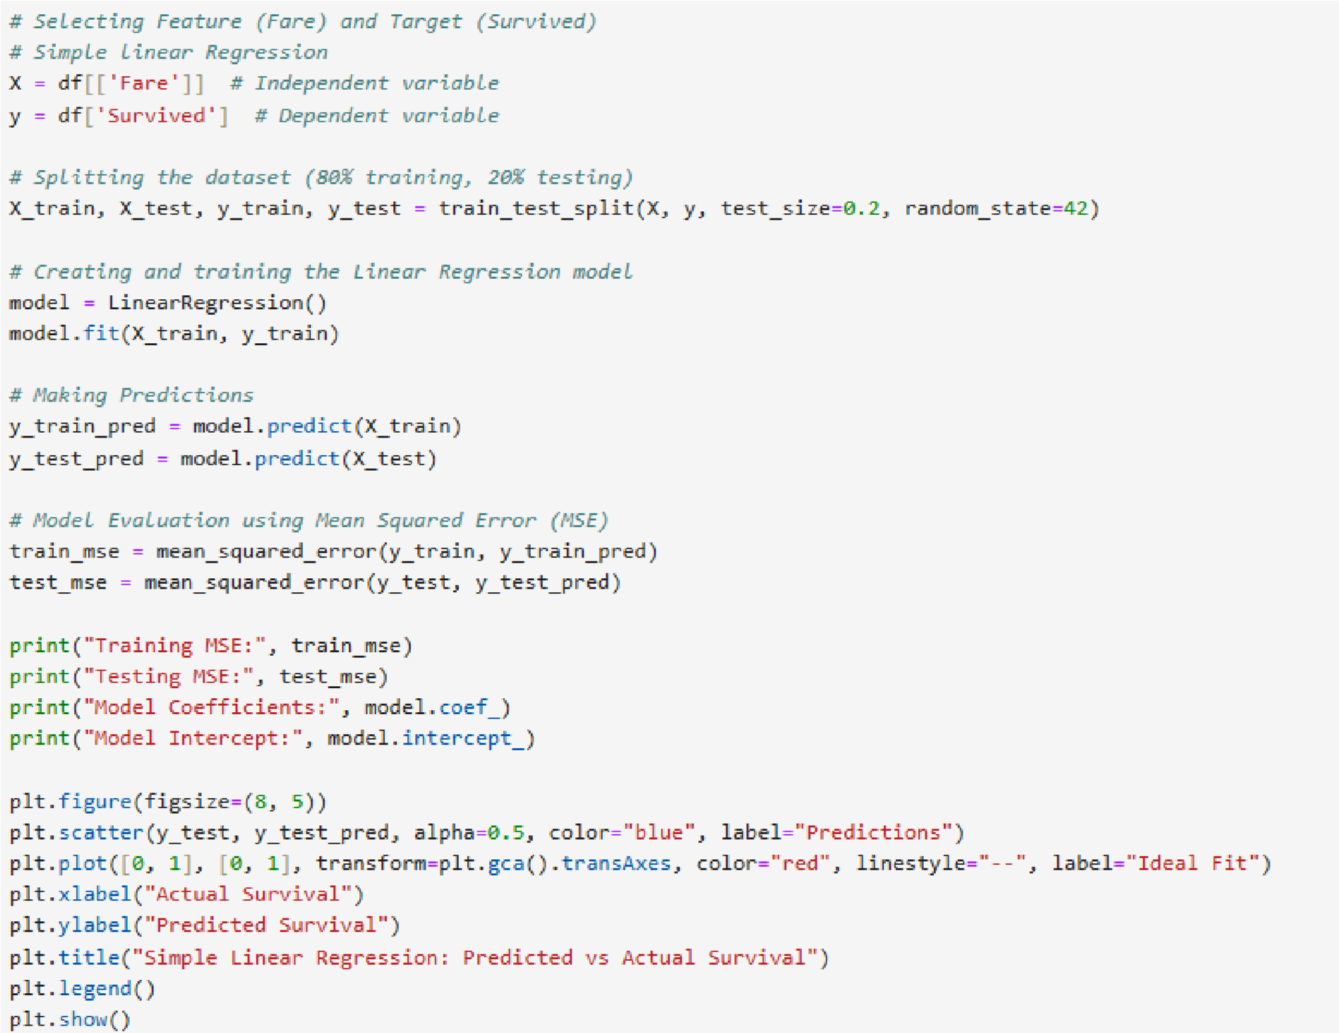 # Selecting Feature (Fare) and Target (Survived)
# Simple linear Regression
X = df[['Fare']]  # Independent variable
y = df['Survived']  # Dependent variable
# Splitting the dataset (80% training, 20% testing)
X_train, X_test, y_train, y_test = train_test_split(X, y, test_size=0.2, random_state=42)
# Creating and training the Linear Regression model
model = LinearRegression()
model.fit(X_train, y_train)
# Making Predictions
y_train_pred = model.predict(X_train)
y_test_pred = model.predict(X_test)
# Model Evaluation using Mean Squared Error (MSE)
train_mse = mean_squared_error(y_train, y_train_pred)
test_mse = mean_squared_error(y_test, y_test_pred)
print("Training MSE:", train_mse)
print("Testing MSE:", test_mse)
print("Model Coefficients:", model.coef_)
print("Model Intercept:", model.intercept_)
plt.figure(figsize=(8, 5))
plt.scatter(y_test, y_test_pred, alpha=0.5, color="blue", label="Predictions")
plt.plot([0, 1], [0, 1], transform=plt.gca().transAxes, color="red", linestyle="--", label="Ideal Fit")
plt.xlabel("Actual Survival")
plt.ylabel("Predicted Survival")
plt.title("Simple Linear Regression: Predicted vs Actual Survival")
plt.legend()
plt.show()